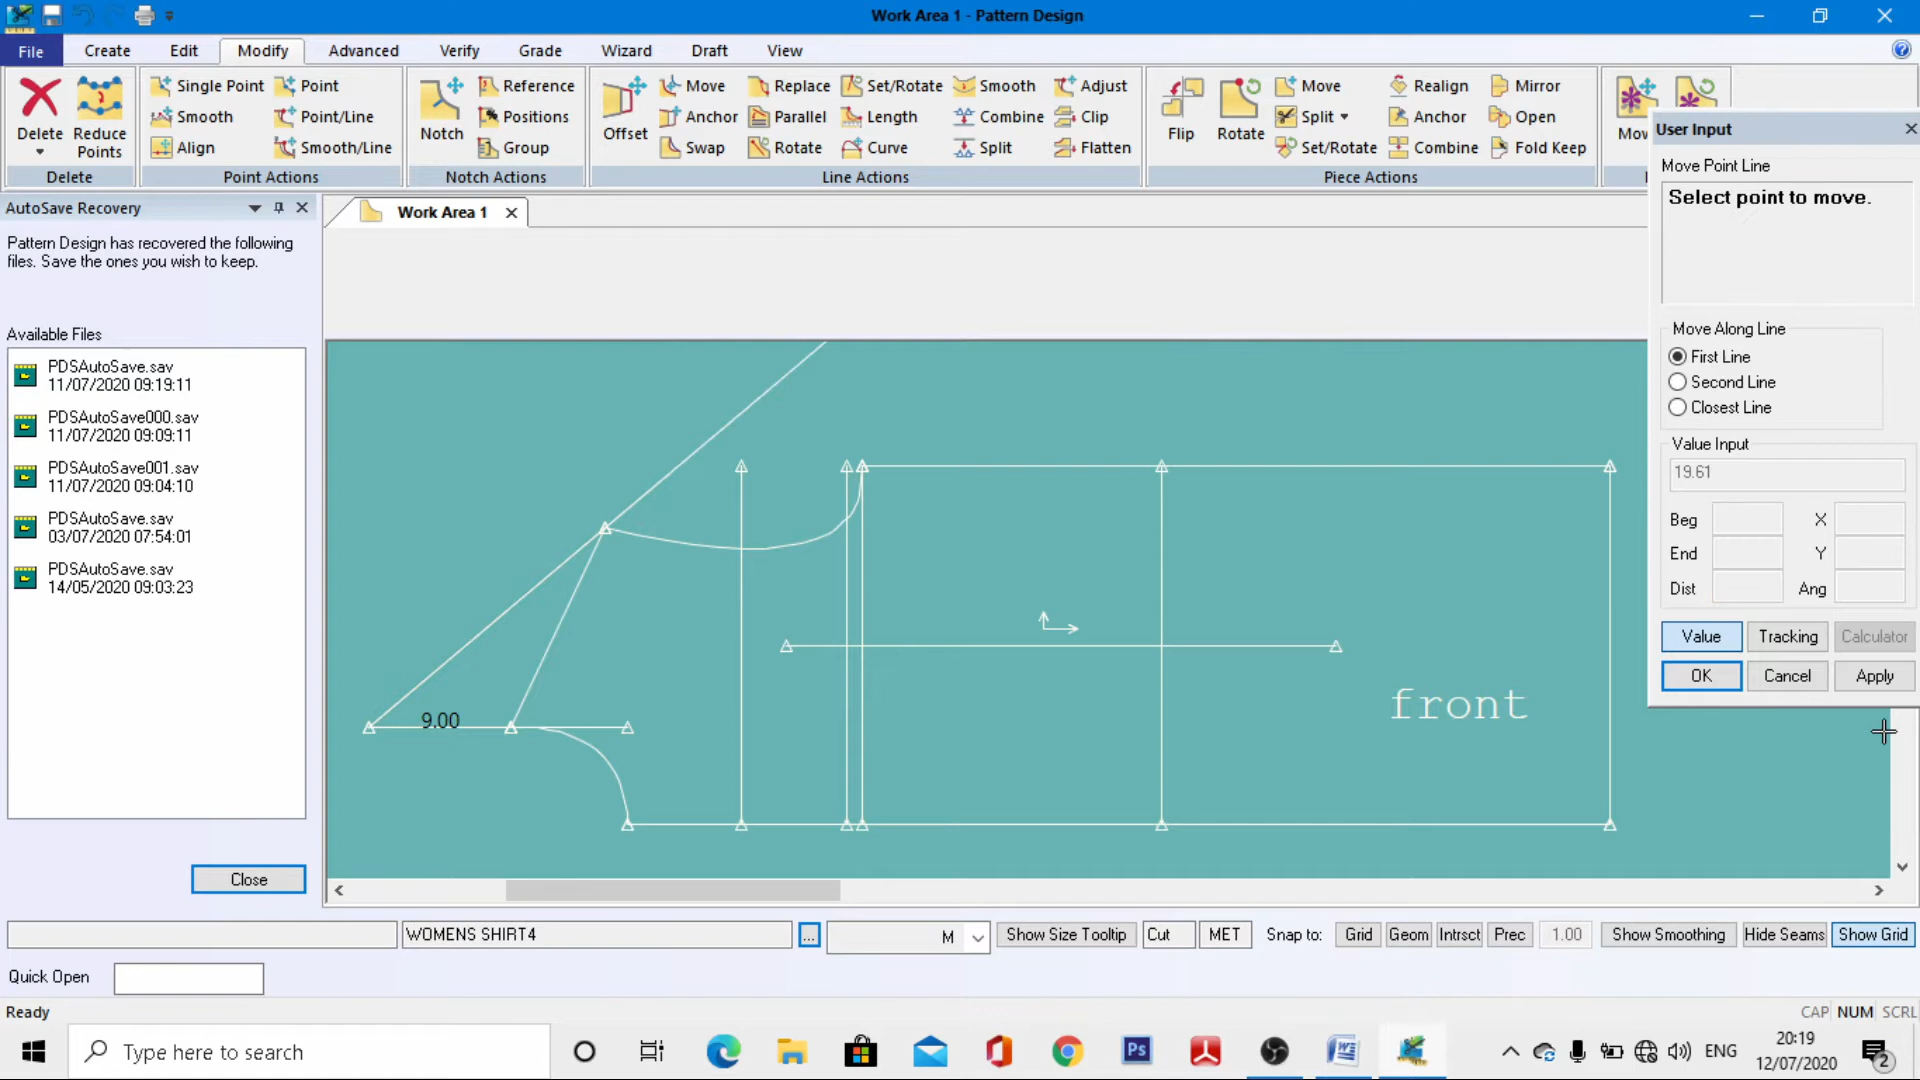 Work Area 1 - Pattern Design
File Create Edit Modify Advanced Verify Grade Wizard Draft View
Delete
Reduce Points
Delete
Single Point
Smooth
Align
Point
Point/Line
Smooth/Line
Point Actions
Notch
Reference
Positions
Group
Notch Actions
Offset
Move
Anchor
Swap
Replace
Parallel
Rotate
Set/Rotate
Length
Curve
Smooth
Combine
Split
Adjust
Clip
Flatten
Line Actions
Flip
Rotate
Move
Split
Set/Rotate
Realign
Anchor
Combine
Mirror
Open
Fold Keep
Piece Actions
User Input
Move Point Line
Select point to move.
Move Along Line
First Line
Second Line
Closest Line
Value Input
19.61
Beg X
End Y
Dist Ang
Value Tracking Calculator
OK Cancel Apply
AutoSave Recovery
Pattern Design has recovered the following
files. Save the ones you wish to keep.
Available Files
PDSAutoSave.sav
11/07/2020 09:19:11
PDSAutoSave000.sav
11/07/2020 09:09:11
PDSAutoSave001.sav
11/07/2020 09:04:10
PDSAutoSave.sav
03/07/2020 07:54:01
PDSAutoSave.sav
14/05/2020 09:03:23
Close
Work Area 1
9.00
front
WOMENS SHIRT4 ... M Show Size Tooltip Cut MET Snap to: Grid Geom Intrsct Prec 1.00 Show Smoothing Hide Seams Show Grid
Quick Open
Ready CAP NUM SCRL
Type here to search
Ps
ENG
20:19
12/07/2020
2